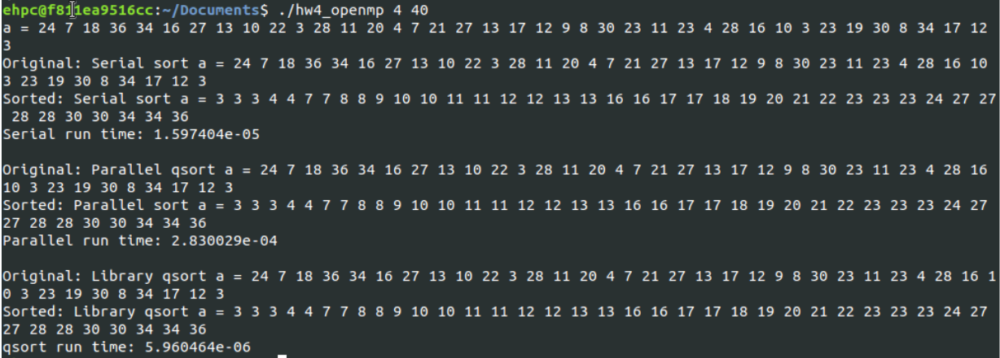 ehpc@f811ea9516cc:~/Documents$ ./hw4_openmp 4 40
a = 24 7 18 36 34 16 27 13 10 22 3 28 11 20 4 7 21 27 13 17 12 9 8 30 23 11 23 4 28 16 10 3 23 19 30 8 34 17 12
3
Original: Serial sort a = 24 7 18 36 34 16 27 13 10 22 3 28 11 20 4 7 21 27 13 17 12 9 8 30 23 11 23 4 28 16 10
3 23 19 30 8 34 17 12 3
Sorted: Serial sort a = 3 3 3 4 4 7 7 8 8 9 10 10 11 11 12 12 13 13 16 16 17 17 18 19 20 21 22 23 23 23 24 27 27
28 28 30 30 34 34 36
Serial run time: 1.597404e-05
Original: Parallel qsort a = 24 7 18 36 34 16 27 13 10 22 3 28 11 20 4 7 21 27 13 17 12 9 8 30 23 11 23 4 28 16
10 3 23 19 30 8 34 17 12 3
Sorted: Parallel sort a = 3 3 3 4 4 7 7 8 8 9 10 10 11 11 12 12 13 13 16 16 17 17 18 19 20 21 22 23 23 23 24 27
27 28 28 30 30 34 34 36
Parallel run time: 2.830029e-04
Original: Library qsort a = 24 7 18 36 34 16 27 13 10 22 3 28 11 20 4 7 21 27 13 17 12 9 8 30 23 11 23 4 28 16 1
0 3 23 19 30 8 34 17 12 3
Sorted: Library qsort a = 3 3 3 4 4 7 7 8 8 9 10 10 11 11 12 12 13 13 16 16 17 17 18 19 20 21 22 23 23 23 24 27
27 28 28 30 30 34 34 36
qsort run time: 5.960464e-06